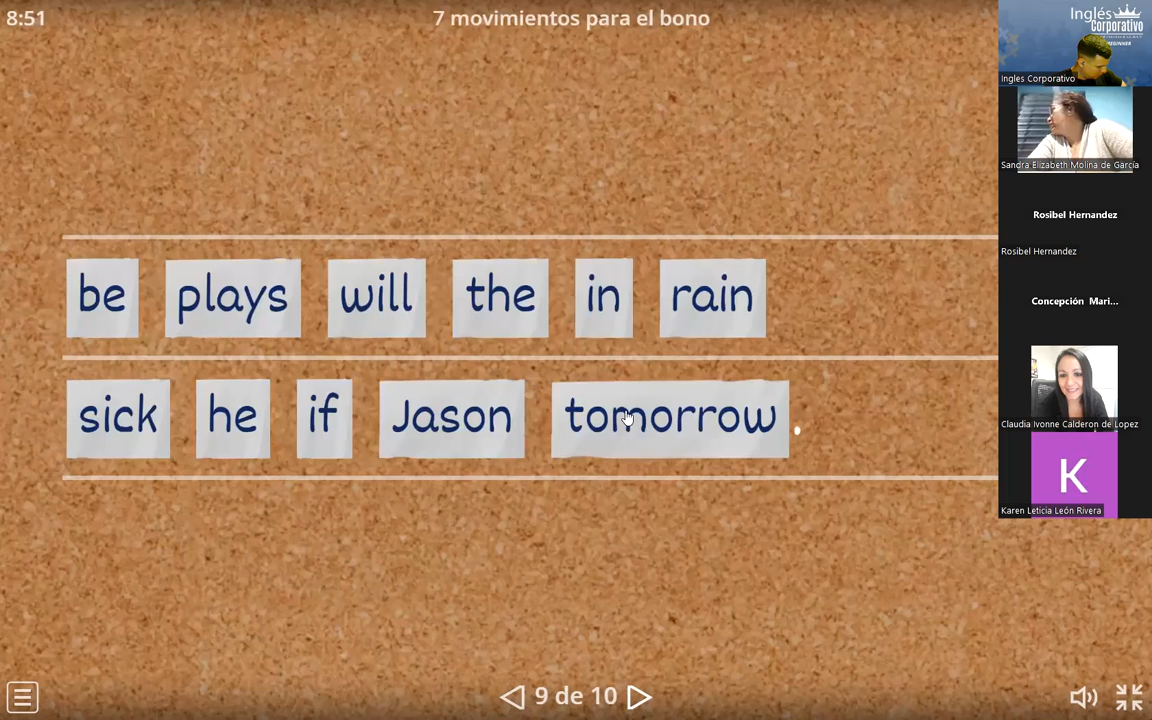 8:51
7 movimientos para el bono
Inglés
Corporativo
BEGINNER
Ingles Corporativo
Sandra Elizabeth Molina de García
Rosibel Hernandez
Rosibel Hernandez
Concepción Mari...
be plays will the in rain
sick he if Jason tomorrow.
Claudia Ivonne Calderon de Lopez
K
Karen Leticia León Rivera
9 de 10